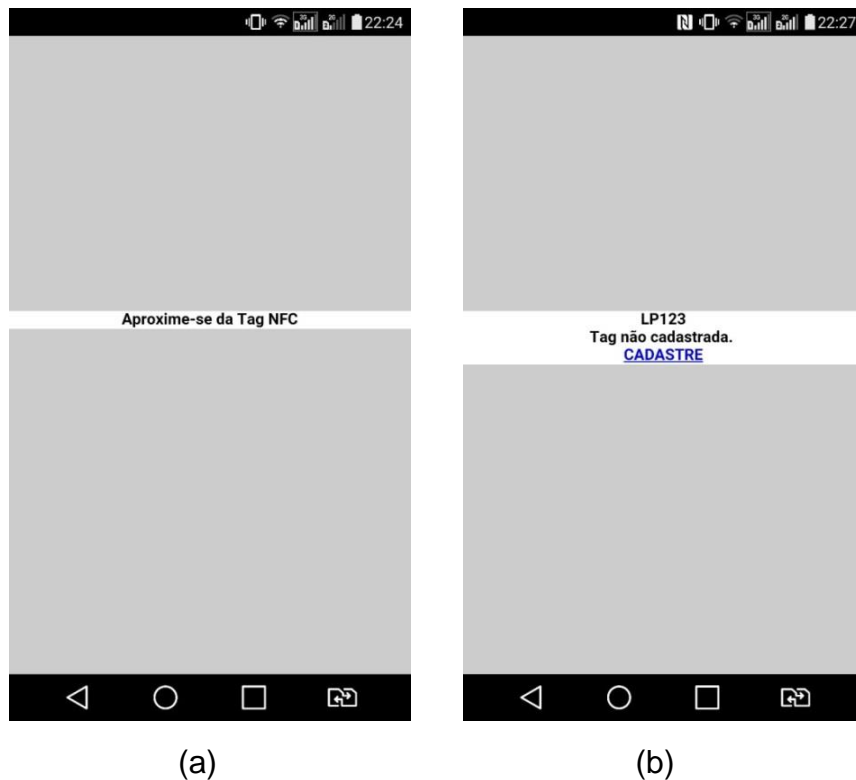 22:24
Aproxime-se da Tag NFC
(a)
22:27
LP123
Tag não cadastrada.
CADASTRE
(b)